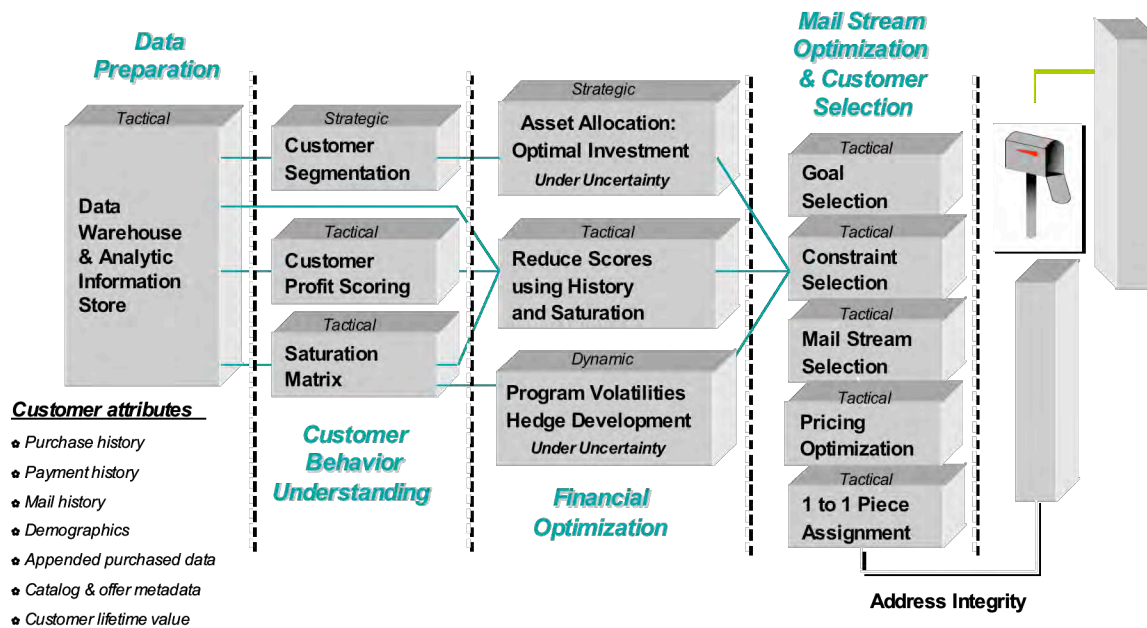 Data
Preparation
Tactical
Data
Warehouse
& Analytic
Information
Store
Customer attributes
Purchase history
Payment history
Mail history
Demographics
Appended purchased data
Catalog & offer metadata
Customer lifetime value
Strategic
Customer
Segmentation
Tactical
Customer
Profit Scoring
Tactical
Saturation
Matrix
Customer
Behavior
Understanding
Strategic
Asset Allocation:
Optimal Investment
Under Uncertainty
Tactical
Reduce Scores
using History
and Saturation
Dynamic
Program Volatilities
Hedge Development
Under Uncertainty
Financial
Optimization
Mail Stream
Optimization
& Customer
Selection
Tactical
Goal
Selection
Tactical
Constraint
Selection
Tactical
Mail Stream
Selection
Tactical
Pricing
Optimization
Tactical
1 to 1 Piece
Assignment
Address Integrity